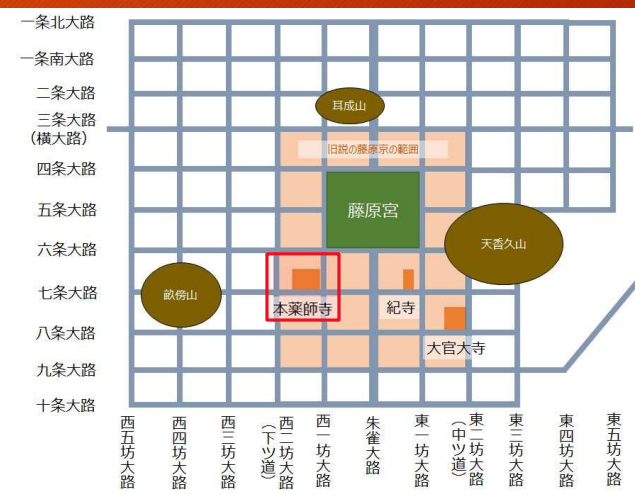 一条北大路
一条南大路
二条大路
三条大路
(横大路)
四条大路
五条大路
六条大路
七条大路
八条大路
九条大路
十条大路
耳成山
旧説の藤原京の範囲
藤原宮
天香久山
畝傍山
本薬師寺
紀寺
大官大寺
西五坊大路
西四坊大路
西三坊大路
西二坊大路
(下ツ道)
西一坊大路
朱雀大路
東一坊大路
東二坊大路
(中ツ道)
東三坊大路
東四坊大路
東五坊大路